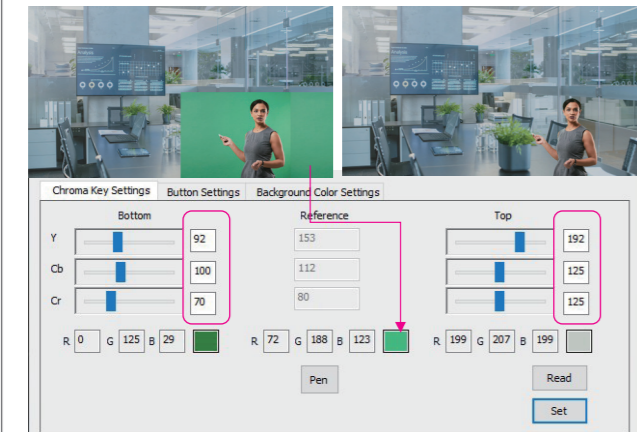 Analysis
Chroma Key Settings Button Settings Background Color Settings
Bottom Reference Top
Y 92 153 192
Cb 100 112 125
Cr 70 80 125
R 0 G 125 B 29 R 72 G 188 B 123 R 199 G 207 B 199
Pen Read
Set